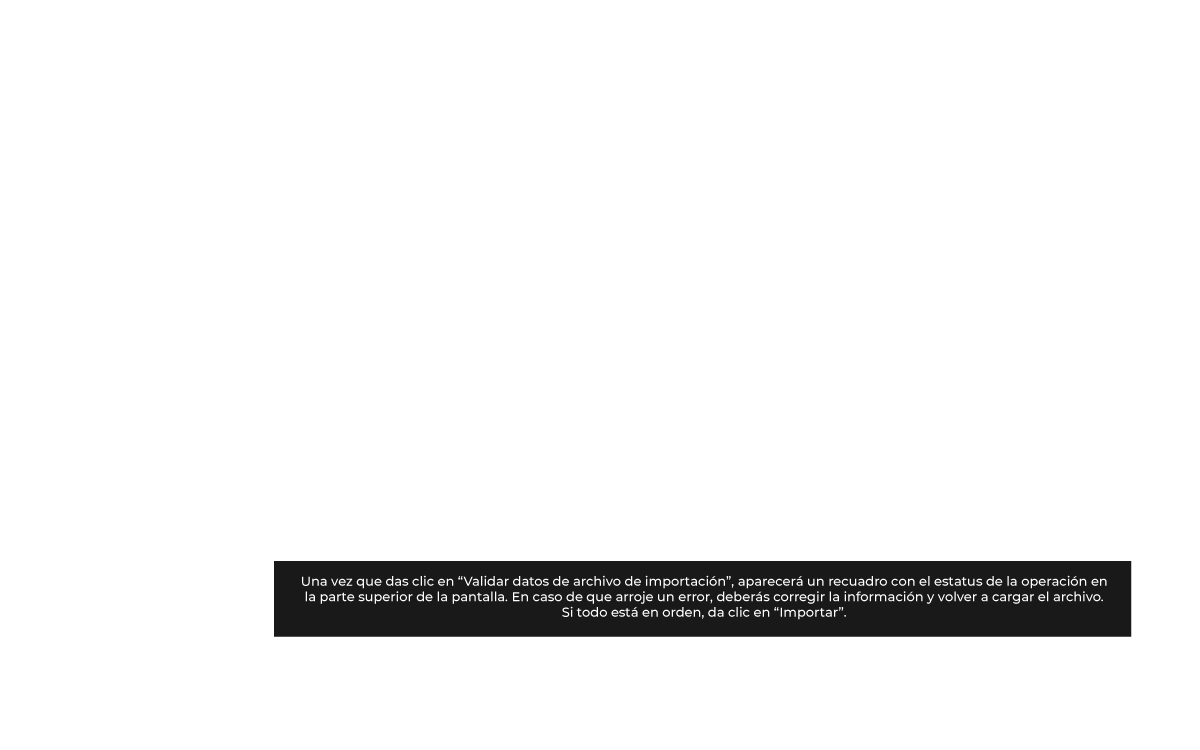 Una vez que das clic en “Validar datos de archivo de importación”, aparecerá un recuadro con el estatus de la operación en
la parte superior de la pantalla. En caso de que arroje un error, deberás corregir la información y volver a cargar el archivo.
Si todo está en orden, da clic en “Importar”.